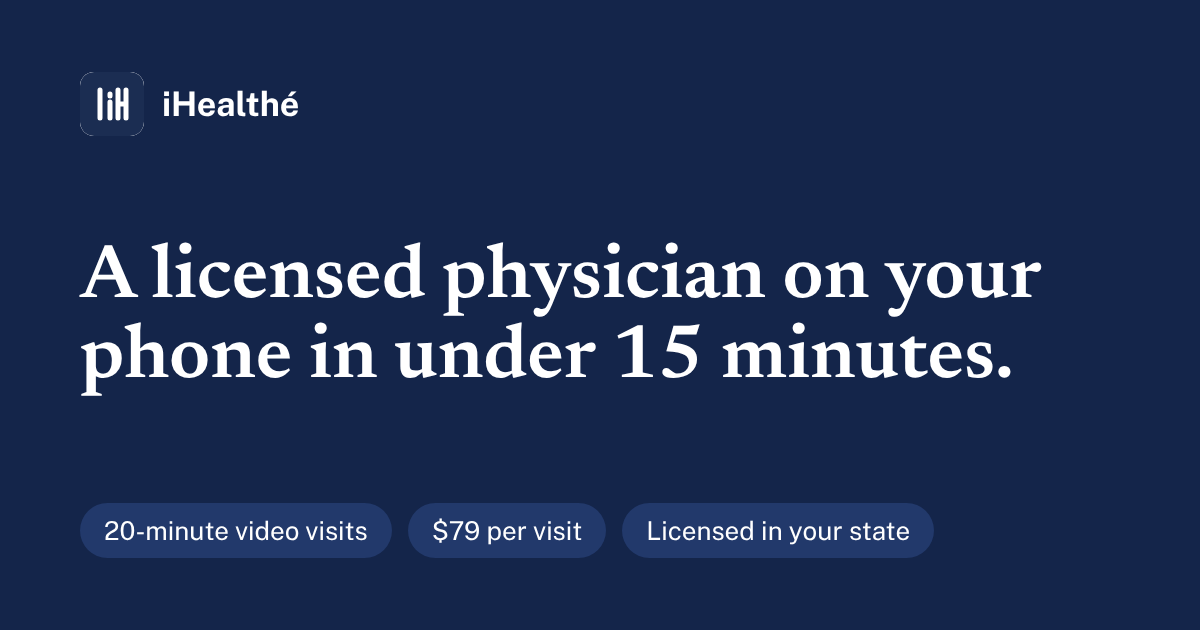 iHealthé
A licensed physician on your
phone in under 15 minutes.
20-minute video visits
$79 per visit
Licensed in your state